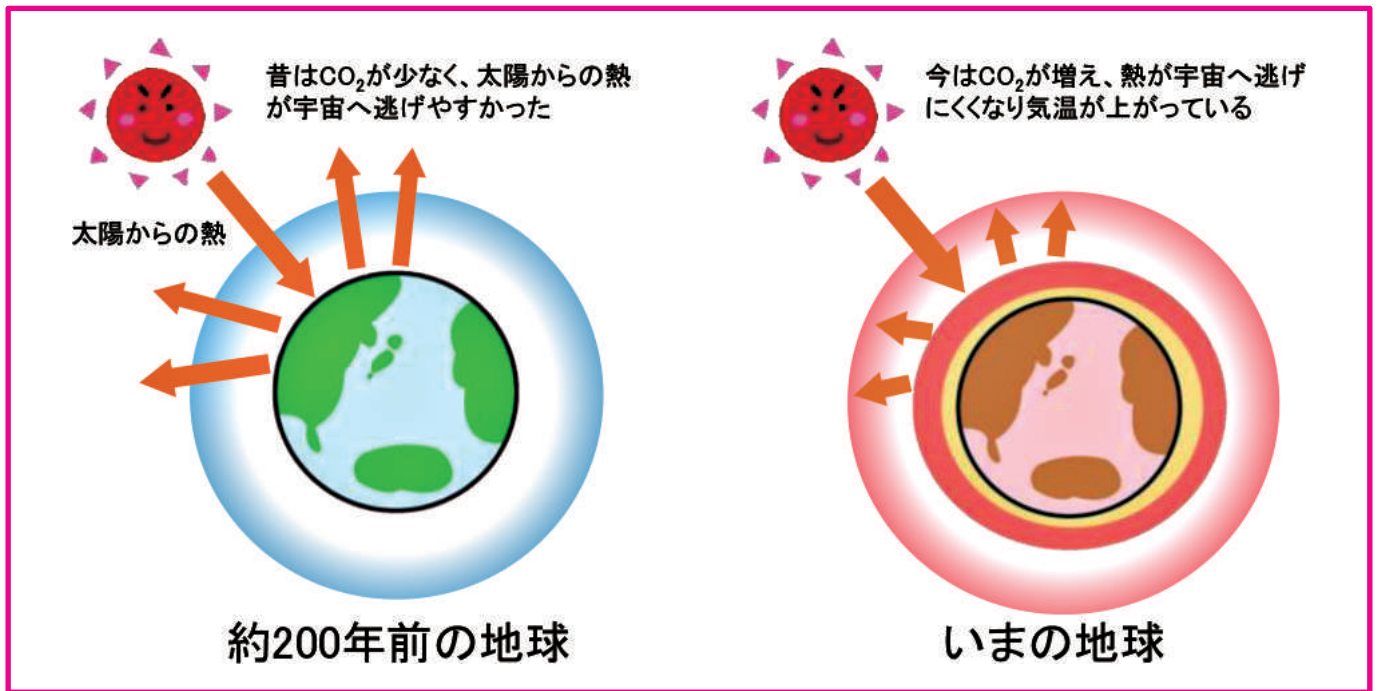 昔はCO₂が少なく、太陽からの熱
が宇宙へ逃げやすかった
太陽からの熱
約200年前の地球
今はCO₂が増え、熱が宇宙へ逃げ
にくくなり気温が上がっている
いまの地球